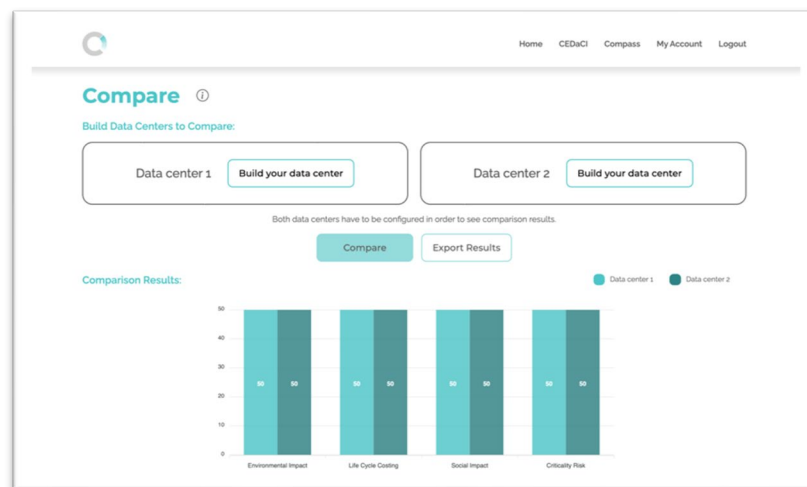 Home CEDaCI Compass My Account Logout
Compare i
Build Data Centers to Compare:
Data center 1 Build your data center
Data center 2 Build your data center
Both data centers have to be configured in order to see comparison results.
Compare Export Results
Comparison Results:
Data center 1 Data center 2
50
40
30
20
10
0
50 50 50 50 50 50 50 50
Environmental Impact Life Cycle Costing Social Impact Criticality Risk